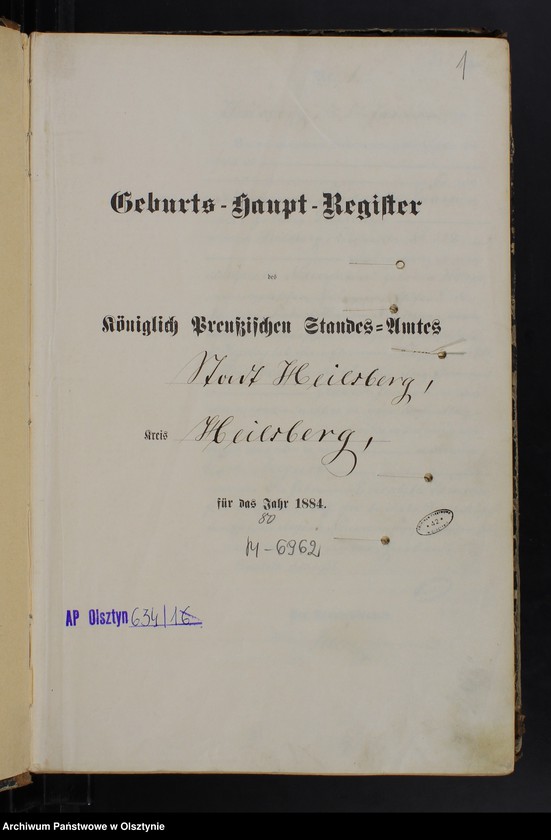 1
Geburts-Haupt-Register
des
Königlich Preußischen Standes-Amtes
Stadt Heilsberg,
Kreis Heilsberg,
für das Jahr 1884.
80
M-6962
AP Olsztyn 634/16
Archiwum Państwowe w Olsztynie